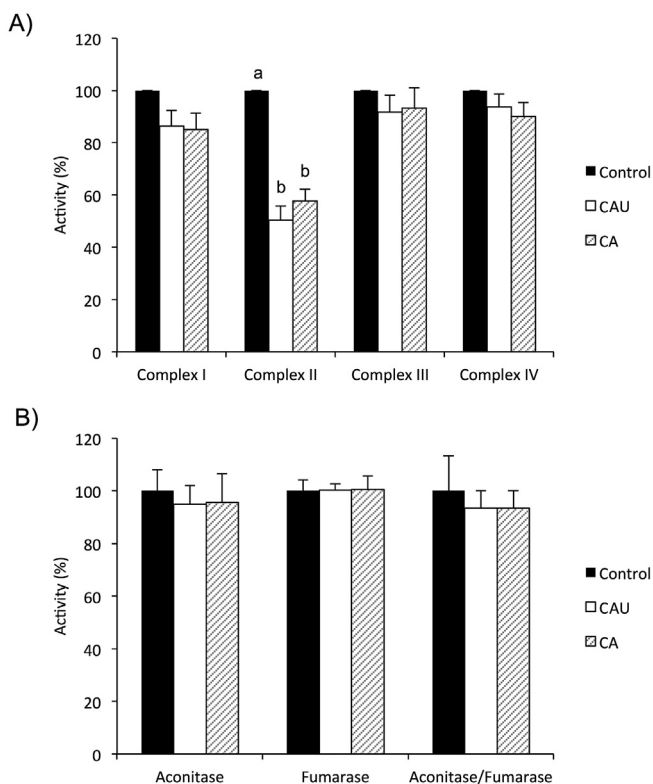 A)
120
100
80
60
40
20
0
Activity (%)
a
b
b
Complex I
Complex II
Complex III
Complex IV
Control
CAU
CA
B)
120
100
80
60
40
20
0
Activity (%)
Aconitase
Fumarase
Aconitase/Fumarase
Control
CAU
CA